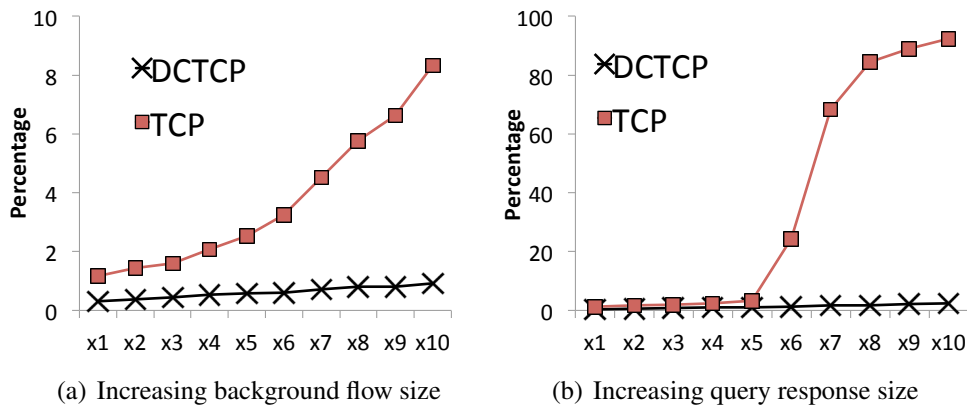 10
8
6
4
2
0
Percentage
DCTCP
TCP
x1 x2 x3 x4 x5 x6 x7 x8 x9 x10
(a) Increasing background flow size
100
80
60
40
20
0
Percentage
DCTCP
TCP
x1 x2 x3 x4 x5 x6 x7 x8 x9 x10
(b) Increasing query response size